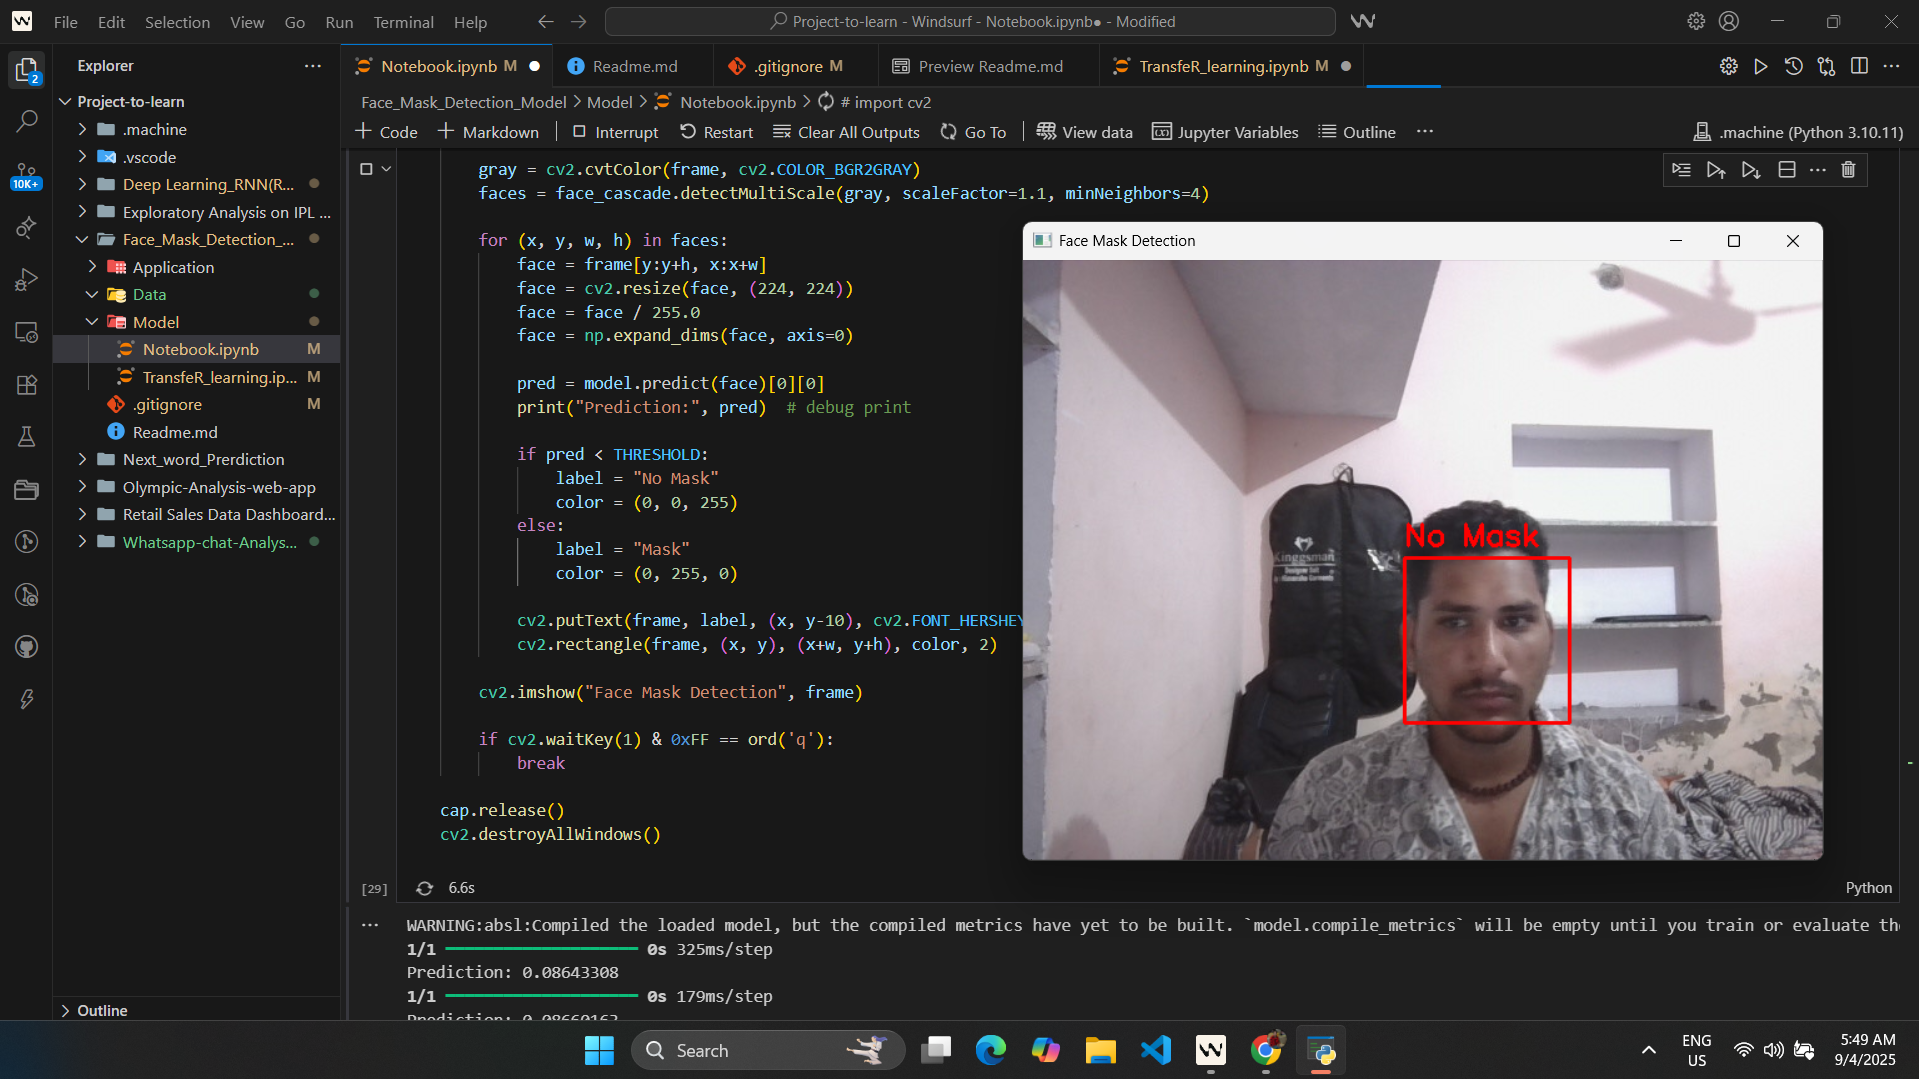 File Edit Selection View Go Run Terminal Help
Project-to-learn - Windsurf - Notebook.ipynb● - Modified
Explorer
Notebook.ipynb M
Readme.md
.gitignore M
Preview Readme.md
TransfeR_learning.ipynb M
2
10K+
Project-to-learn
.machine
.vscode
Deep Learning_RNN(R...
Exploratory Analysis on IPL ...
Face_Mask_Detection_...
Application
Data
Model
Notebook.ipynb M
TransfeR_learning.ip... M
.gitignore M
Readme.md
Next_word_Prerdiction
Olympic-Analysis-web-app
Retail Sales Data Dashboard...
Whatsapp-chat-Analys...
Outline
Face_Mask_Detection_Model > Model > Notebook.ipynb > # import cv2
Code Markdown Interrupt Restart Clear All Outputs Go To View data Jupyter Variables Outline ... .machine (Python 3.10.11)
gray = cv2.cvtColor(frame, cv2.COLOR_BGR2GRAY)
faces = face_cascade.detectMultiScale(gray, scaleFactor=1.1, minNeighbors=4)
for (x, y, w, h) in faces:
face = frame[y:y+h, x:x+w]
face = cv2.resize(face, (224, 224))
face = face / 255.0
face = np.expand_dims(face, axis=0)
pred = model.predict(face)[0][0]
print("Prediction:", pred)  # debug print
if pred < THRESHOLD:
label = "No Mask"
color = (0, 0, 255)
else:
label = "Mask"
color = (0, 255, 0)
cv2.putText(frame, label, (x, y-10), cv2.FONT_HERSHEY
cv2.rectangle(frame, (x, y), (x+w, y+h), color, 2)
cv2.imshow("Face Mask Detection", frame)
if cv2.waitKey(1) & 0xFF == ord('q'):
break
cap.release()
cv2.destroyAllWindows()
[29] 6.6s
Python
Face Mask Detection
Kinggsman
No Mask
WARNING:absl:Compiled the loaded model, but the compiled metrics have yet to be built. `model.compile_metrics` will be empty until you train or evaluate the
1/1 0s 325ms/step
Prediction: 0.08643308
1/1 0s 179ms/step
Prediction: 0.08660163
Search
ENG
US
5:49 AM
9/4/2025